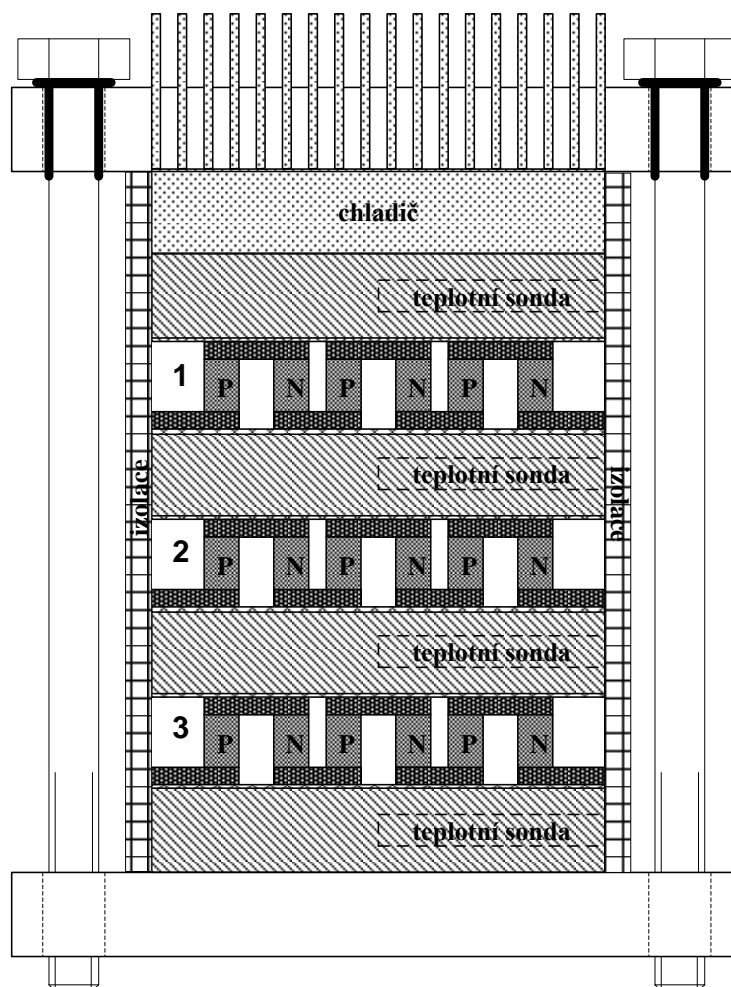 chladič
teplotní sonda
1
P N P N P N
izolace
teplotní sonda
izolace
2
P N P N P N
teplotní sonda
3
P N P N P N
teplotní sonda